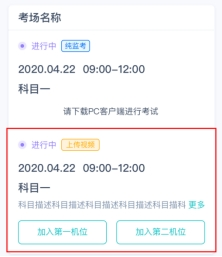 考场名称
进行中 纯监考
2020.04.22 09:00-12:00
科目一
请下载PC客户端进行考试
进行中 上传视频
2020.04.22 09:00-12:00
科目一
科目描述科目描述科目描述科目描述科目描科 更多
加入第一机位 加入第二机位